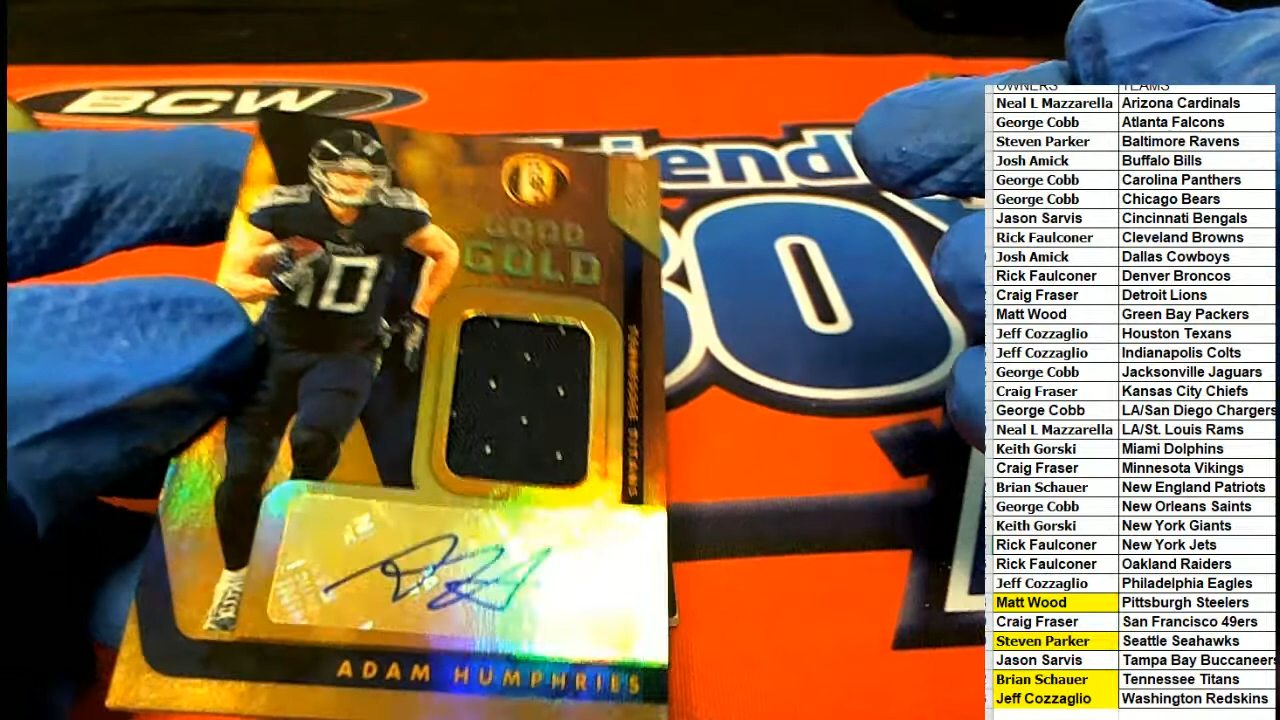 BCW
iend
GOOD
GOLD
10
TENNESSEE TITANS
ADAM HUMPHRIES
OWNERS TEAMS
Neal L Mazzarella Arizona Cardinals
George Cobb Atlanta Falcons
Steven Parker Baltimore Ravens
Josh Amick Buffalo Bills
George Cobb Carolina Panthers
George Cobb Chicago Bears
Jason Sarvis Cincinnati Bengals
Rick Faulconer Cleveland Browns
Josh Amick Dallas Cowboys
Rick Faulconer Denver Broncos
Craig Fraser Detroit Lions
Matt Wood Green Bay Packers
Jeff Cozzaglio Houston Texans
Jeff Cozzaglio Indianapolis Colts
George Cobb Jacksonville Jaguars
Craig Fraser Kansas City Chiefs
George Cobb LA/San Diego Chargers
Neal L Mazzarella LA/St. Louis Rams
Keith Gorski Miami Dolphins
Craig Fraser Minnesota Vikings
Brian Schauer New England Patriots
George Cobb New Orleans Saints
Keith Gorski New York Giants
Rick Faulconer New York Jets
Rick Faulconer Oakland Raiders
Jeff Cozzaglio Philadelphia Eagles
Matt Wood Pittsburgh Steelers
Craig Fraser San Francisco 49ers
Steven Parker Seattle Seahawks
Jason Sarvis Tampa Bay Buccaneers
Brian Schauer Tennessee Titans
Jeff Cozzaglio Washington Redskins